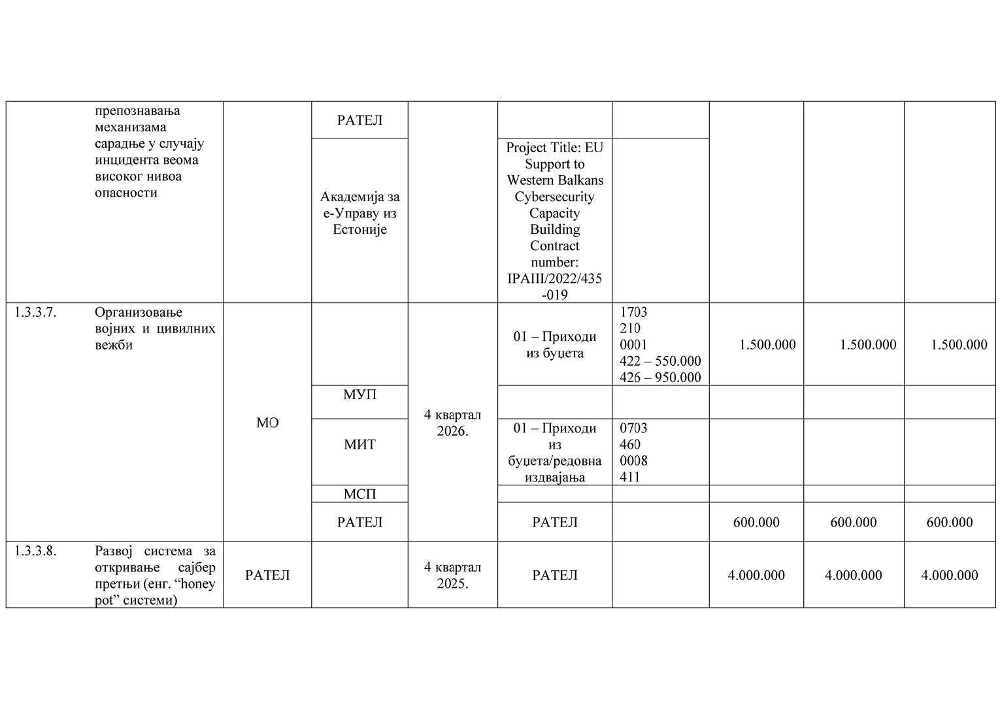 препознавања
механизама
сарадње у случају
инцидента веома
високог нивоа
опасности
РАТЕЛ
Академија за
е-Управу из
Естоније
Project Title: EU
Support to
Western Balkans
Cybersecurity
Capacity
Building
Contract
number:
IPAIII/2022/435
-019
1.3.3.7.
Организовање
војних и цивилних
вежби
МО
4 квартал
2026.
01 – Приходи
из буџета
1703
210
0001
422 – 550.000
426 – 950.000
1.500.000
1.500.000
1.500.000
МУП
МИТ
01 – Приходи
из
буџета/редовна
издвајања
0703
460
0008
411
МСП
РАТЕЛ
РАТЕЛ
600.000
600.000
600.000
1.3.3.8.
Развој система за
откривање сајбер
претњи (енг. “honey
pot” системи)
РАТЕЛ
4 квартал
2025.
РАТЕЛ
4.000.000
4.000.000
4.000.000